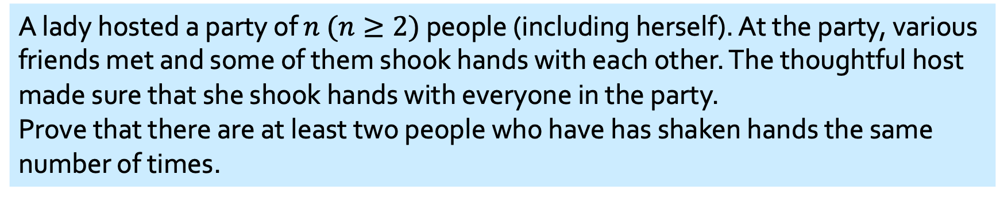 A lady hosted a party of n (n ≥ 2) people (including herself). At the party, various
friends met and some of them shook hands with each other. The thoughtful host
made sure that she shook hands with everyone in the party.
Prove that there are at least two people who have has shaken hands the same
number of times.